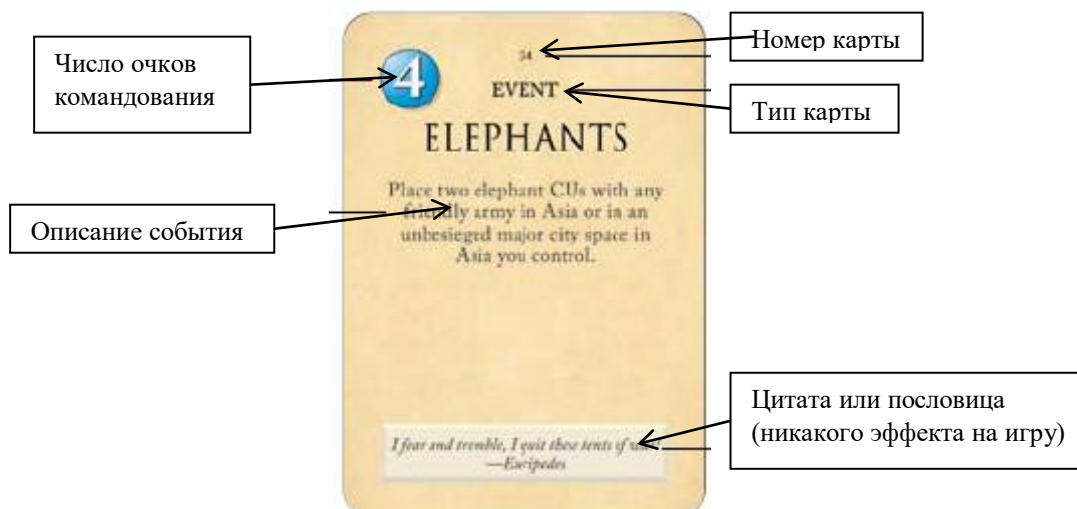 Число очков
командования
4
34
EVENT
ELEPHANTS
Place two elephant CUs with any
friendly army in Asia or in an
unbesieged major city space in
Asia you control.
I fear and tremble, I quit these tents of
—Euripedes
Номер карты
Тип карты
Описание события
Цитата или пословица
(никакого эффекта на игру)